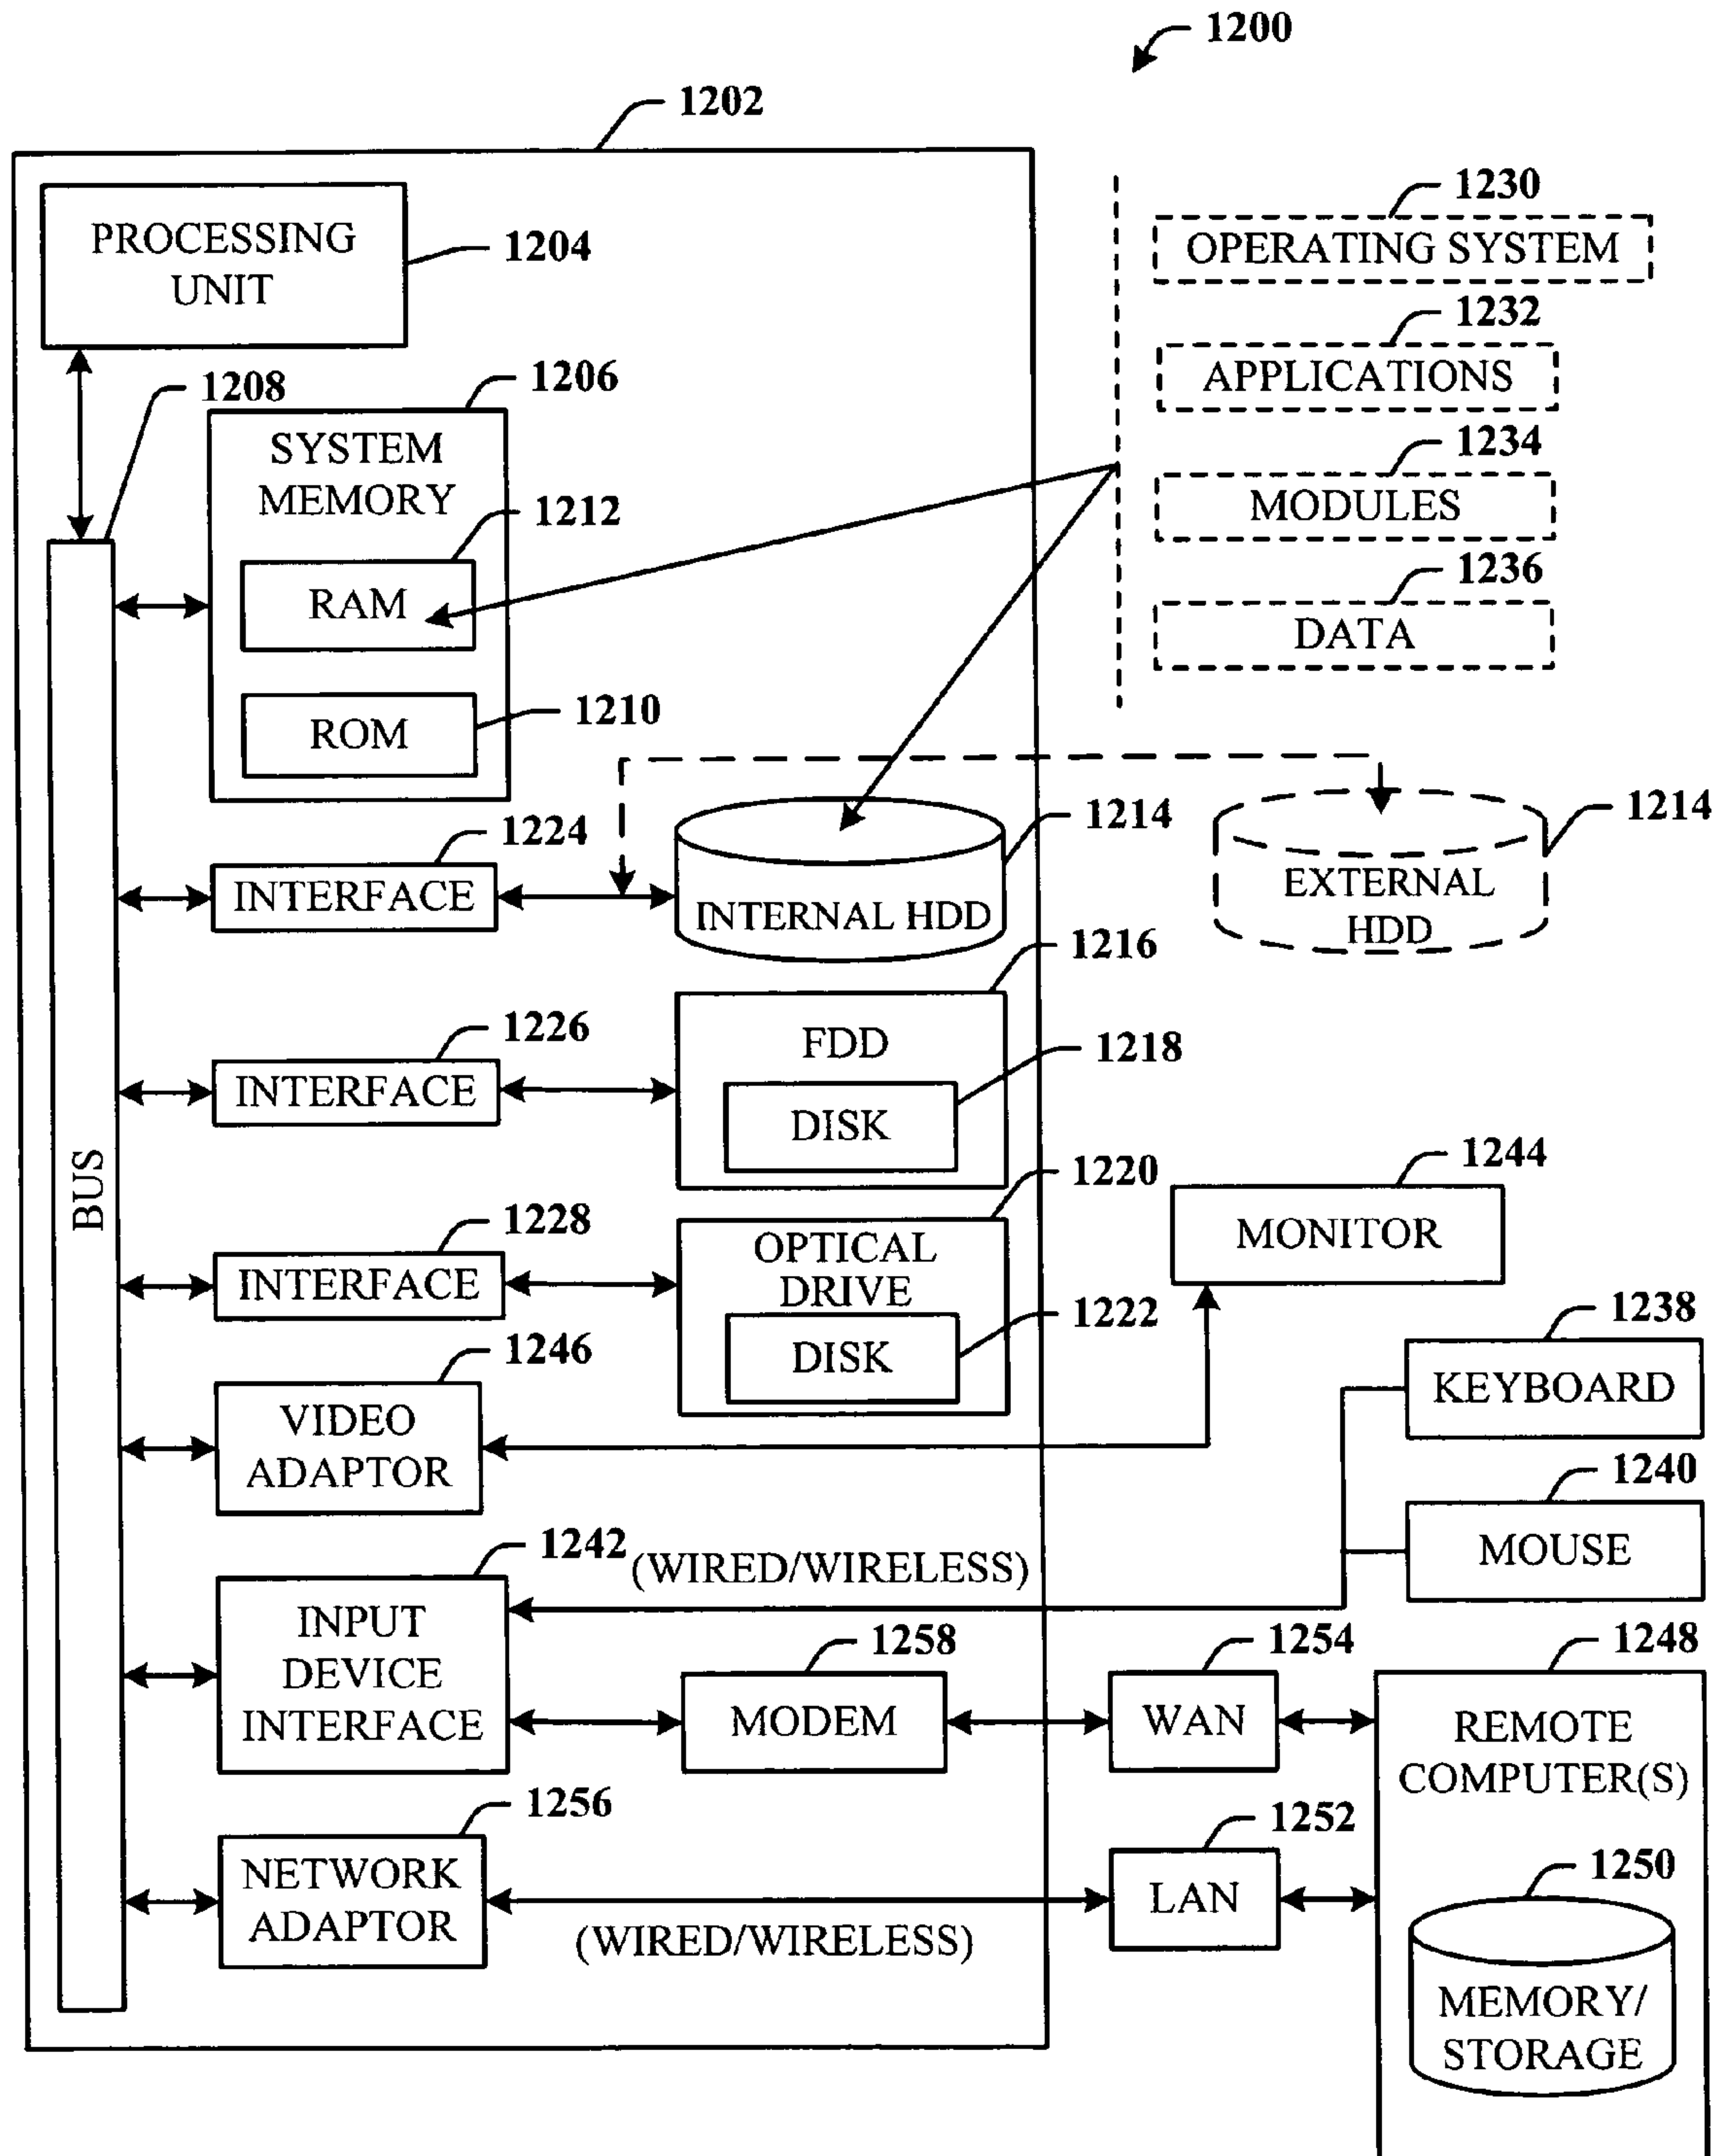 1200
1202
PROCESSING
UNIT
1204
1230
OPERATING SYSTEM
1232
APPLICATIONS
1234
MODULES
1236
DATA
1208
1206
SYSTEM
MEMORY
1212
RAM
1210
ROM
BUS
1224
INTERFACE
1214
INTERNAL HDD
1214
EXTERNAL
HDD
1226
INTERFACE
1216
FDD
1218
DISK
1228
INTERFACE
1220
OPTICAL
DRIVE
1222
DISK
1244
MONITOR
1246
VIDEO
ADAPTOR
1238
KEYBOARD
1240
MOUSE
1242
(WIRED/WIRELESS)
INPUT
DEVICE
INTERFACE
1258
MODEM
1254
WAN
1248
REMOTE
COMPUTER(S)
1256
NETWORK
ADAPTOR
(WIRED/WIRELESS)
1252
LAN
1250
MEMORY/
STORAGE